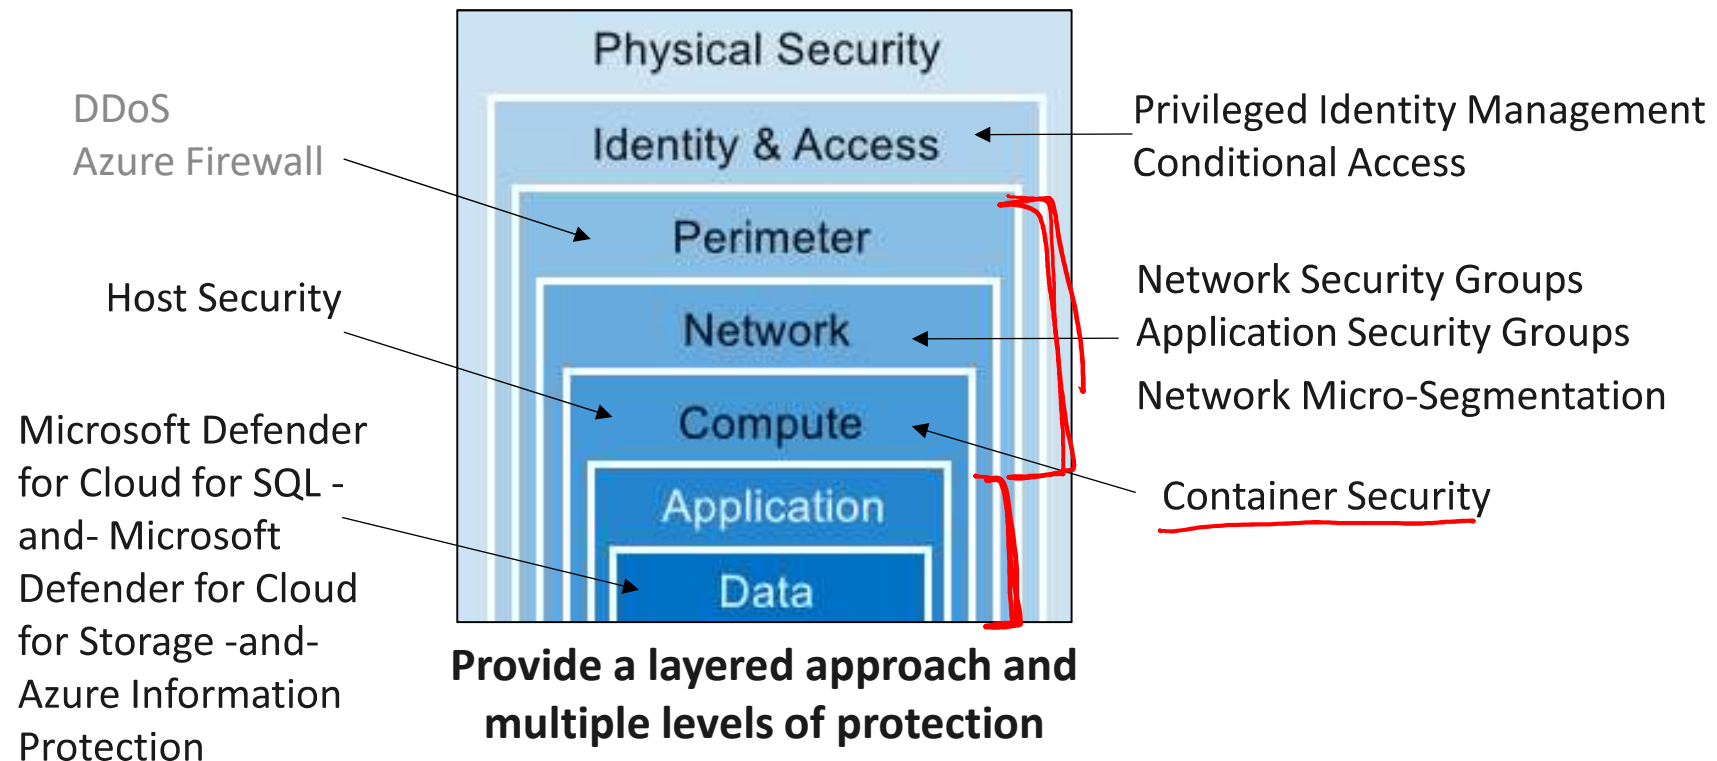 Physical Security
DDoS
Azure Firewall
Identity & Access
Privileged Identity Management
Conditional Access
Perimeter
Host Security
Network
Network Security Groups
Application Security Groups
Network Micro-Segmentation
Compute
Container Security
Microsoft Defender
for Cloud for SQL -
and- Microsoft
Defender for Cloud
for Storage -and-
Azure Information
Protection
Application
Data
Provide a layered approach and
multiple levels of protection